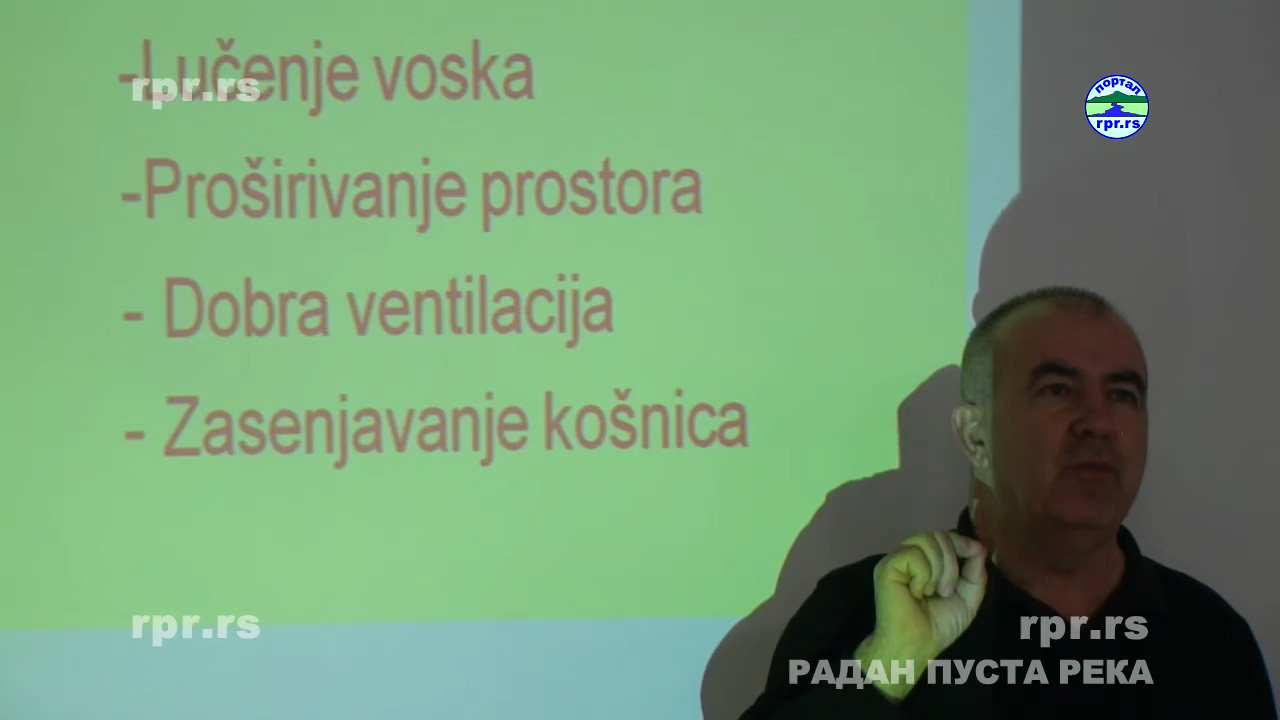 -Lučenje voska
rpr.rs
портал
rpr.rs
-Proširivanje prostora
- Dobra ventilacija
- Zasenjavanje košnica
rpr.rs
rpr.rs
РАДАН ПУСТА РЕКА